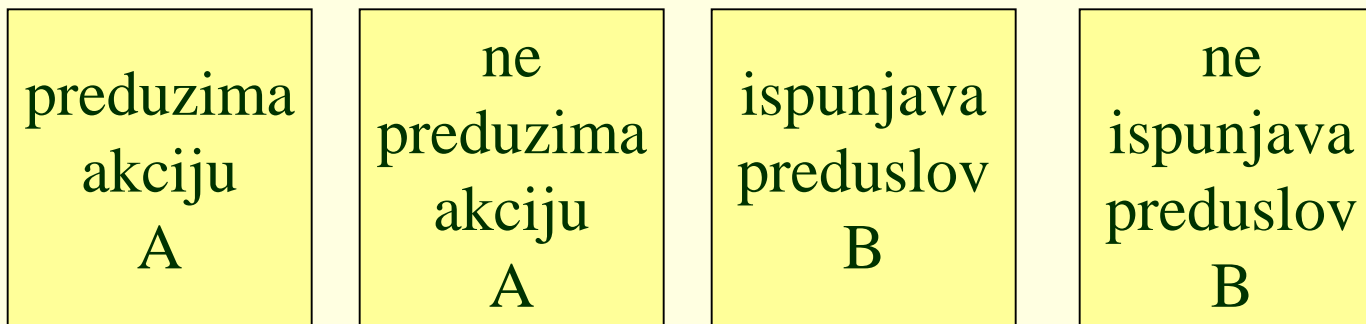 preduzima
akciju
A
ne
preduzima
akciju
A
ispunjava
preduslov
B
ne
ispunjava
preduslov
B